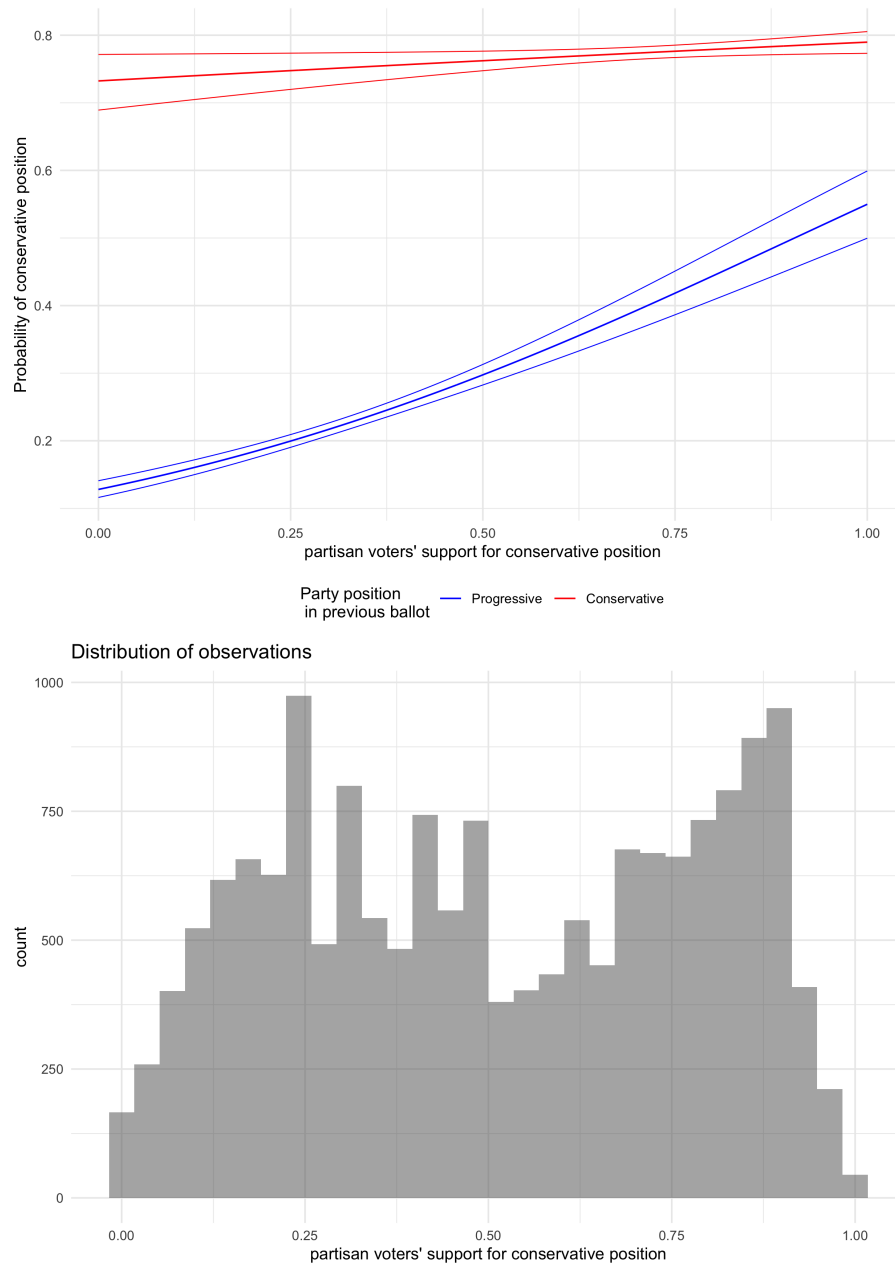 0.8
0.6
0.4
0.2
Probability of conservative position
0.00 0.25 0.50 0.75 1.00
partisan voters' support for conservative position
Party position
in previous ballot
Progressive
Conservative
Distribution of observations
1000
750
500
250
0
count
0.00 0.25 0.50 0.75 1.00
partisan voters' support for conservative position